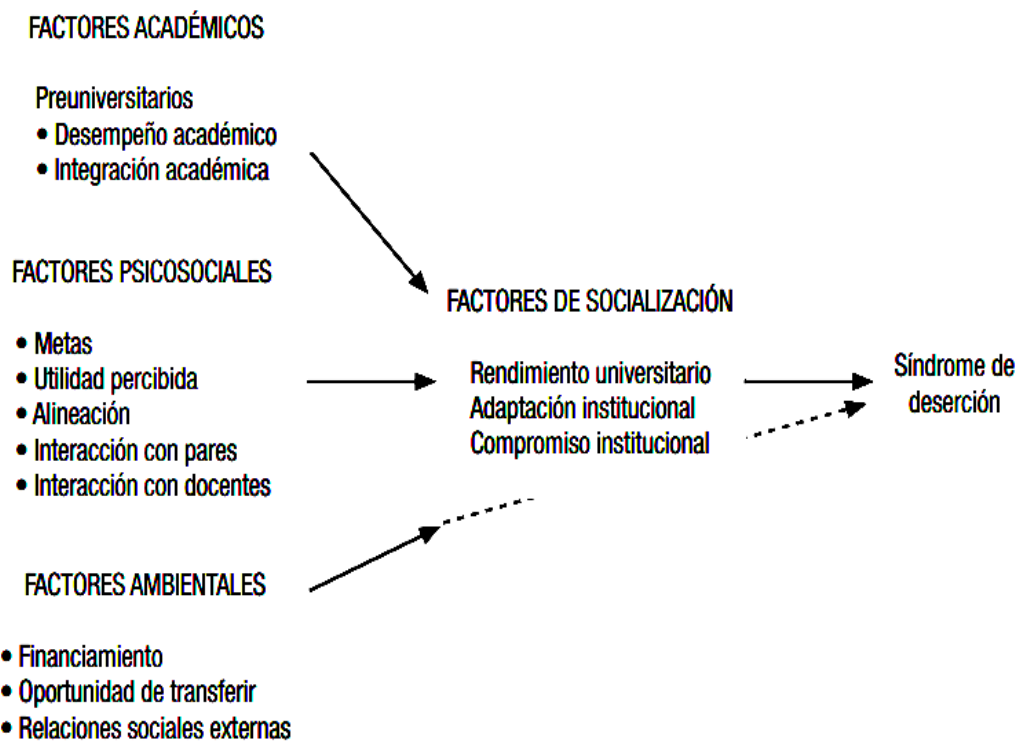 FACTORES ACADÉMICOS
Preuniversitarios
• Desempeño académico
• Integración académica
FACTORES PSICOSOCIALES
• Metas
• Utilidad percibida
• Alineación
• Interacción con pares
• Interacción con docentes
FACTORES AMBIENTALES
• Financiamiento
• Oportunidad de transferir
• Relaciones sociales externas
FACTORES DE SOCIALIZACIÓN
Rendimiento universitario
Adaptación institucional
Compromiso institucional
Síndrome de
deserción